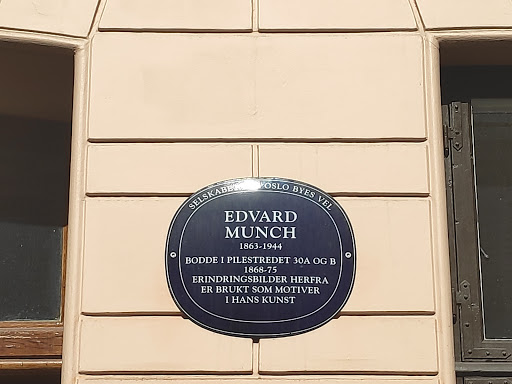 SELSKABET OSLO BYES VEL
EDVARD
MUNCH
1863-1944
BODDE I PILESTREDET 30A OG B
1868-75
ERINDRINGSBILDER HERFRA
ER BRUKT SOM MOTIVER
I HANS KUNST